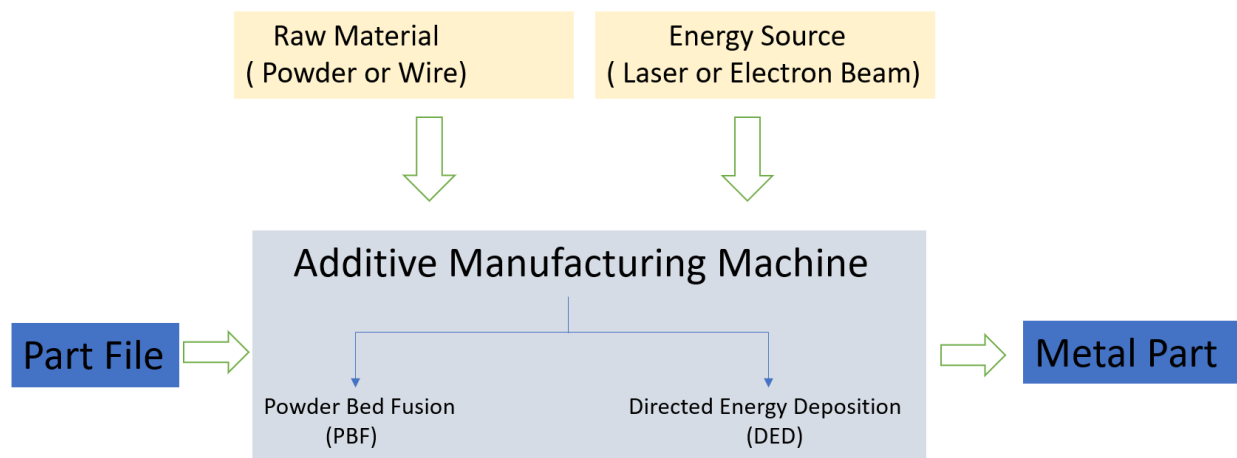 Raw Material
( Powder or Wire)
Energy Source
( Laser or Electron Beam)
Additive Manufacturing Machine
Part File
Metal Part
Powder Bed Fusion
(PBF)
Directed Energy Deposition
(DED)